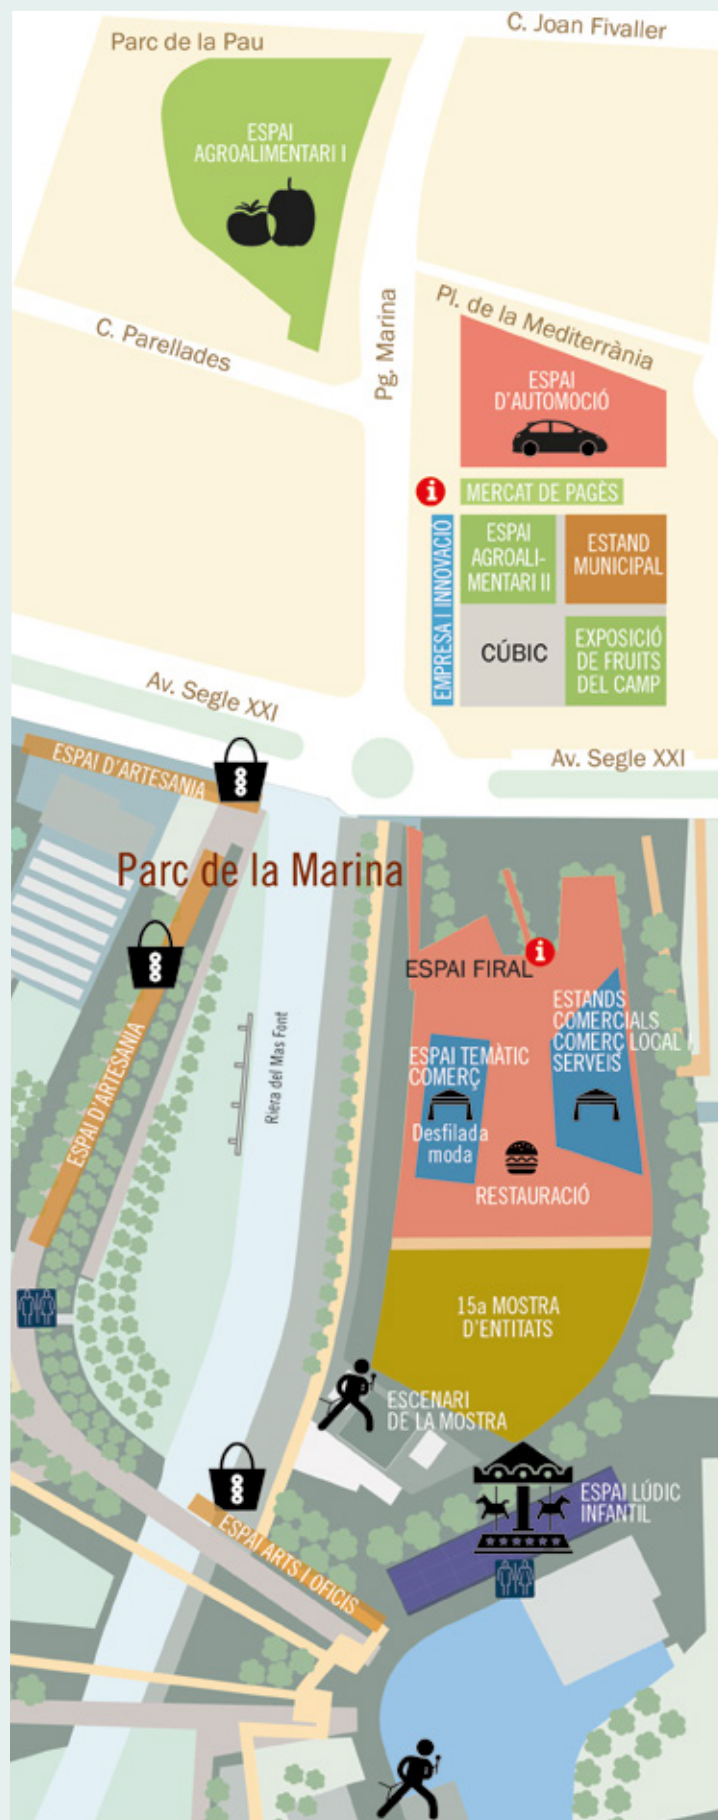 C. Joan Fivaller
Parc de la Pau
ESPAI
AGROALIMENTARI I
Pl. de la Mediterrània
Pg. Marina
C. Parellades
ESPAI
D'AUTOMOCIÓ
i
MERCAT DE PAGÈS
EMPRESA I INNOVACIÓ
ESPAI
AGROALI-
MENTARI II
ESTAND
MUNICIPAL
CÚBIC
EXPOSICIÓ
DE FRUITS
DEL CAMP
Av. Segle XXI
Av. Segle XXI
ESPAI D'ARTESANIA
Parc de la Marina
ESPAI FIRAL
i
ESTANDS
COMERCIALS
COMERÇ LOCAL I
SERVEIS
ESPAI TEMÀTIC
COMERÇ
Desfilada
moda
Riera del Mas Font
ESPAI D'ARTESANIA
RESTAURACIÓ
15a MOSTRA
D'ENTITATS
ESCENARI
DE LA MOSTRA
ESPAI LÚDIC
INFANTIL
ESPAI ARTS I OFICIS